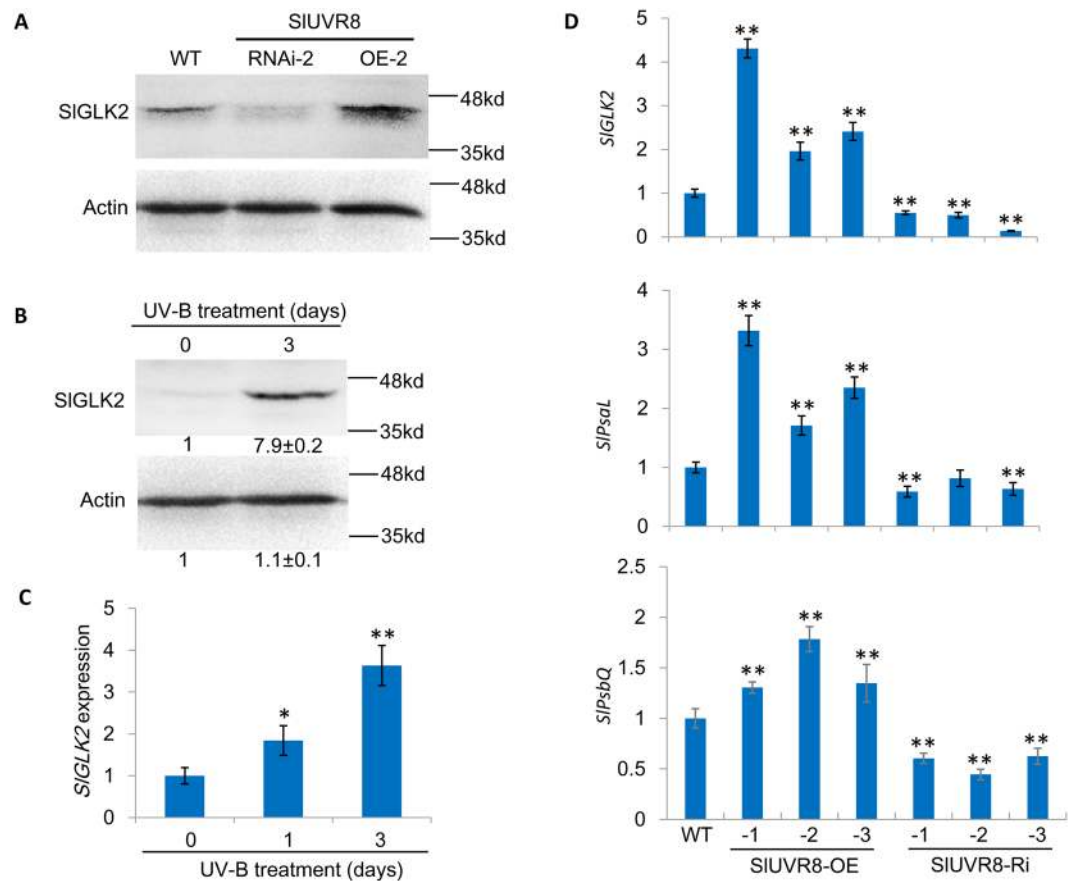 A
SlUVR8
WT RNAi-2 OE-2
SlGLK2
48kd
35kd
48kd
Actin
35kd
B
UV-B treatment (days)
0 3
SlGLK2
48kd
35kd
1 7.9±0.2
48kd
Actin
35kd
1 1.1±0.1
C
SlGLK2 expression
5
4
3
2
1
0
*
**
0 1 3
UV-B treatment (days)
D
SlGLK2
5
4
3
2
1
0
**
**
**
**
**
**
SlPsaL
4
3
2
1
0
**
**
**
**
**
SlPsbQ
2.5
2
1.5
1
0.5
0
**
**
**
**
**
**
WT -1 -2 -3 -1 -2 -3
SlUVR8-OE SlUVR8-Ri